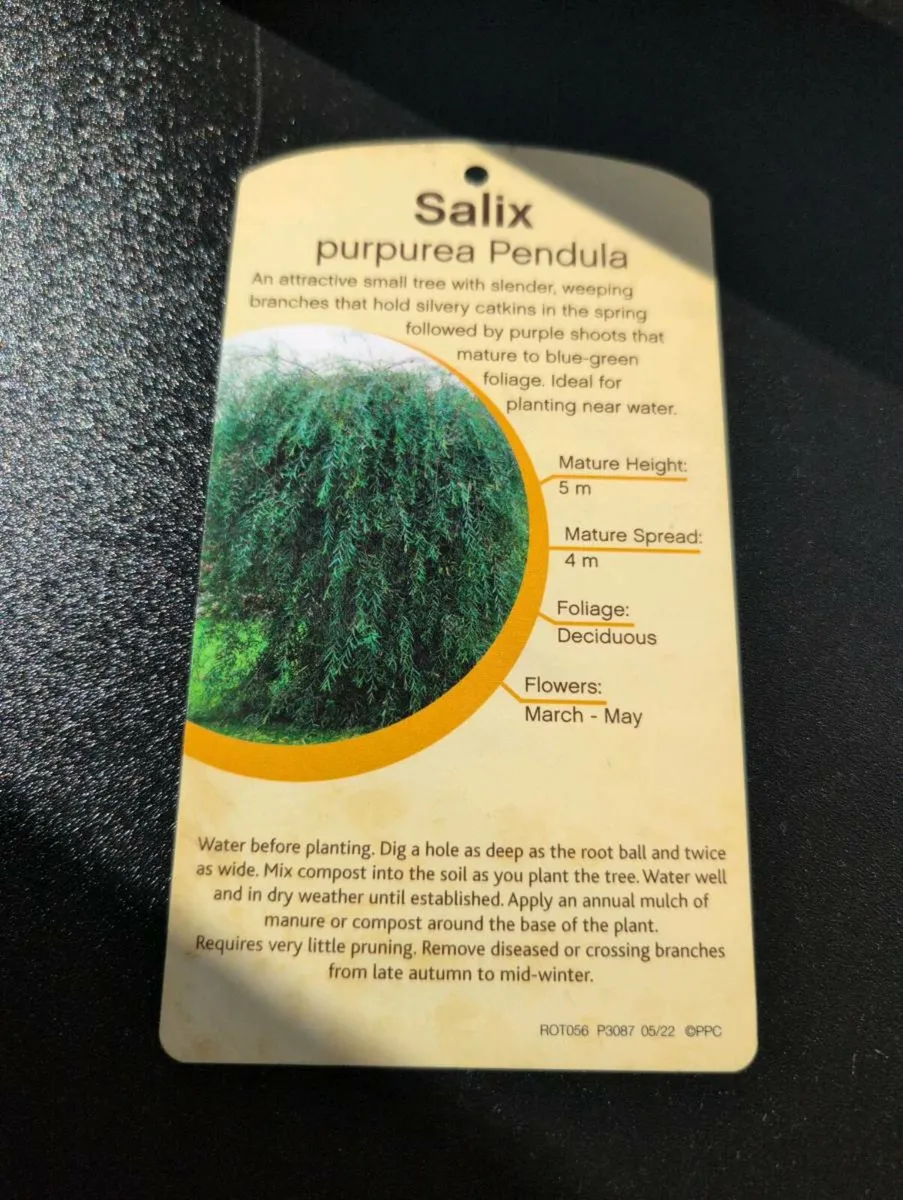 Salix
purpurea Pendula
An attractive small tree with slender, weeping
branches that hold silvery catkins in the spring
followed by purple shoots that
mature to blue-green
foliage. Ideal for
planting near water.
Mature Height:
5 m
Mature Spread:
4 m
Foliage:
Deciduous
Flowers:
March - May
Water before planting. Dig a hole as deep as the root ball and twice
as wide. Mix compost into the soil as you plant the tree. Water well
and in dry weather until established. Apply an annual mulch of
manure or compost around the base of the plant.
Requires very little pruning. Remove diseased or crossing branches
from late autumn to mid-winter.
ROT056 P3087 05/22 ©PPC